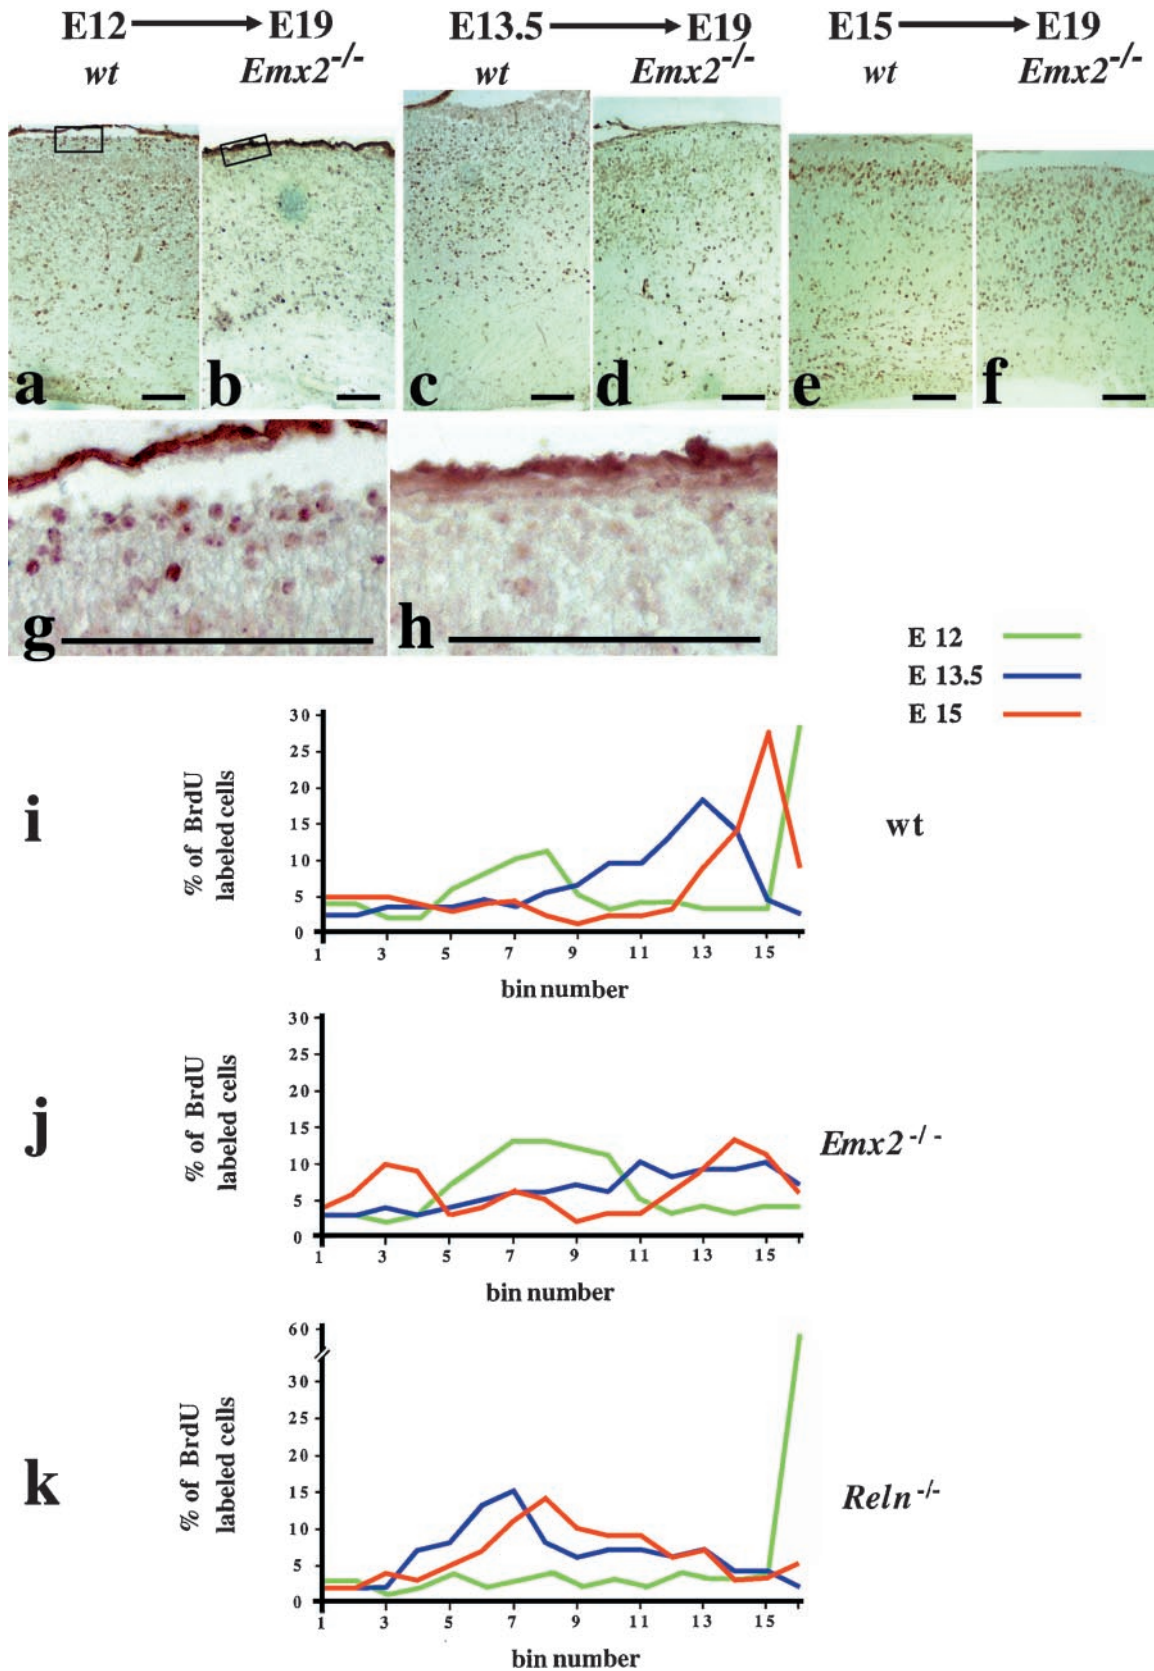 E12 E19 E13.5 E19 E15 E19
wt Emx2-/- wt Emx2-/- wt Emx2-/-
a b c d e f
g h
E 12
E 13.5
E 15
i
% of BrdU
labeled cells
30
25
20
15
10
5
0
1 3 5 7 9 11 13 15
bin number
wt
j
% of BrdU
labeled cells
30
25
20
15
10
5
0
1 3 5 7 9 11 13 15
bin number
Emx2-/-
k
% of BrdU
labeled cells
60
30
25
20
15
10
5
0
1 3 5 7 9 11 13 15
bin number
Reln-/-